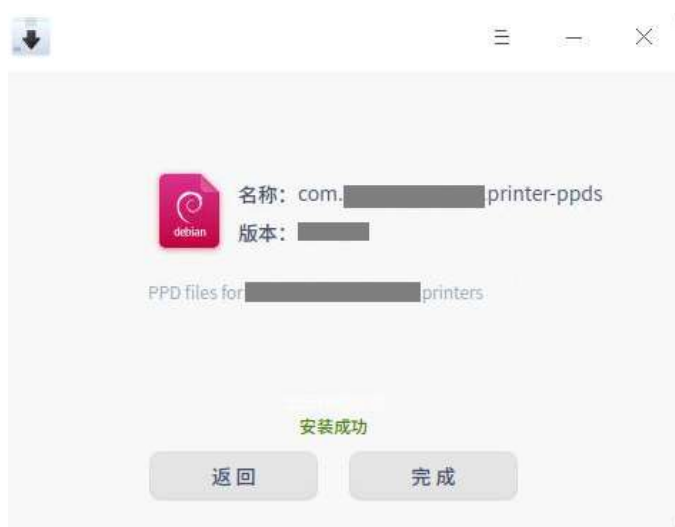 debian
名称：com. printer-ppds
版本：
PPD files for printers
安装成功
返回
完成